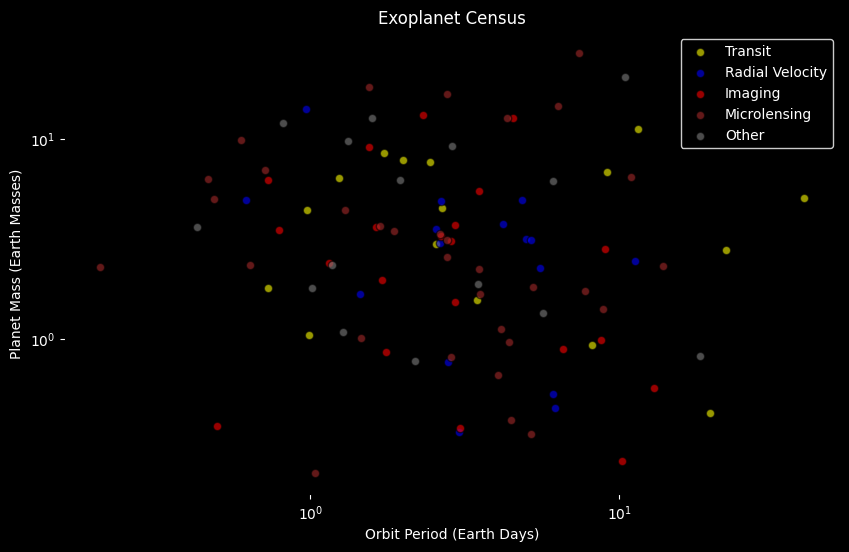 Exoplanet Census
Transit
Radial Velocity
Imaging
Microlensing
Other
Planet Mass (Earth Masses)
10¹
10⁰
10⁰
10¹
Orbit Period (Earth Days)